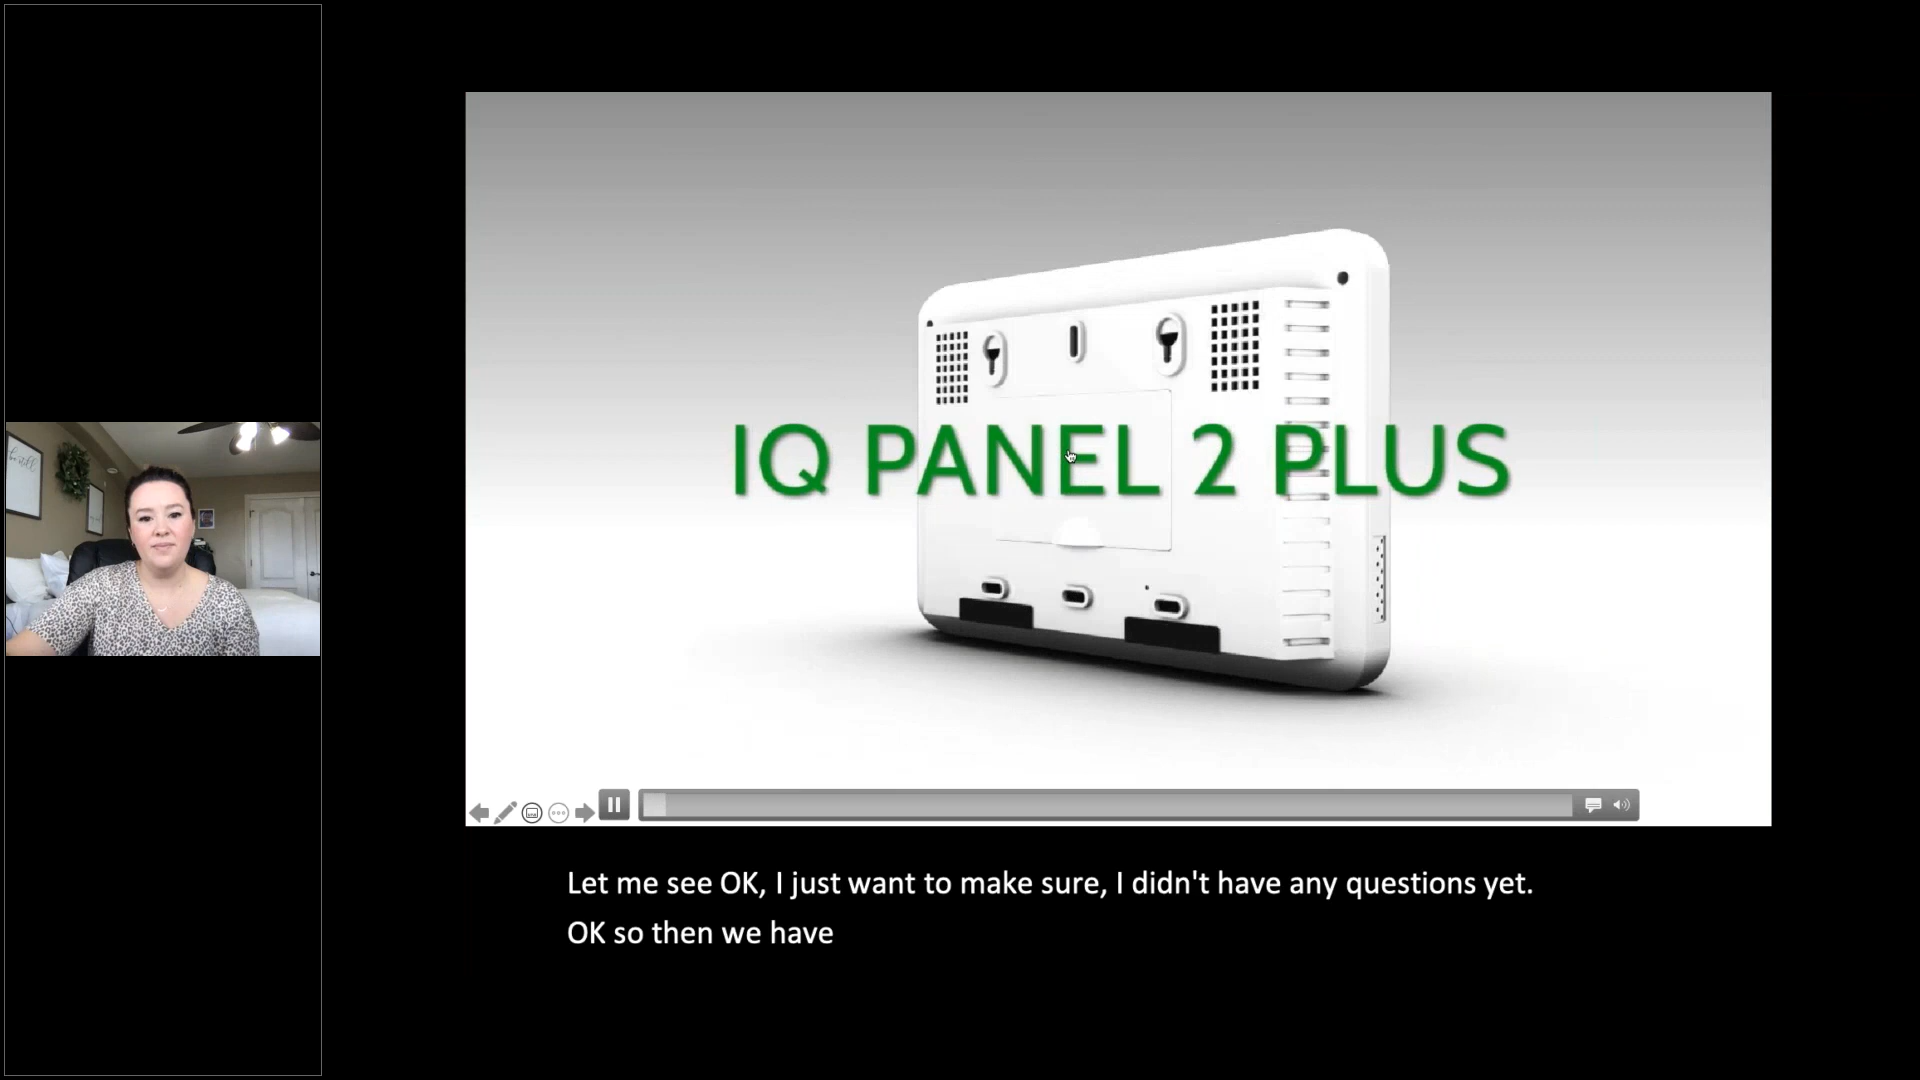 IQ PANEL 2 PLUS
Let me see OK, I just want to make sure, I didn't have any questions yet.
OK so then we have